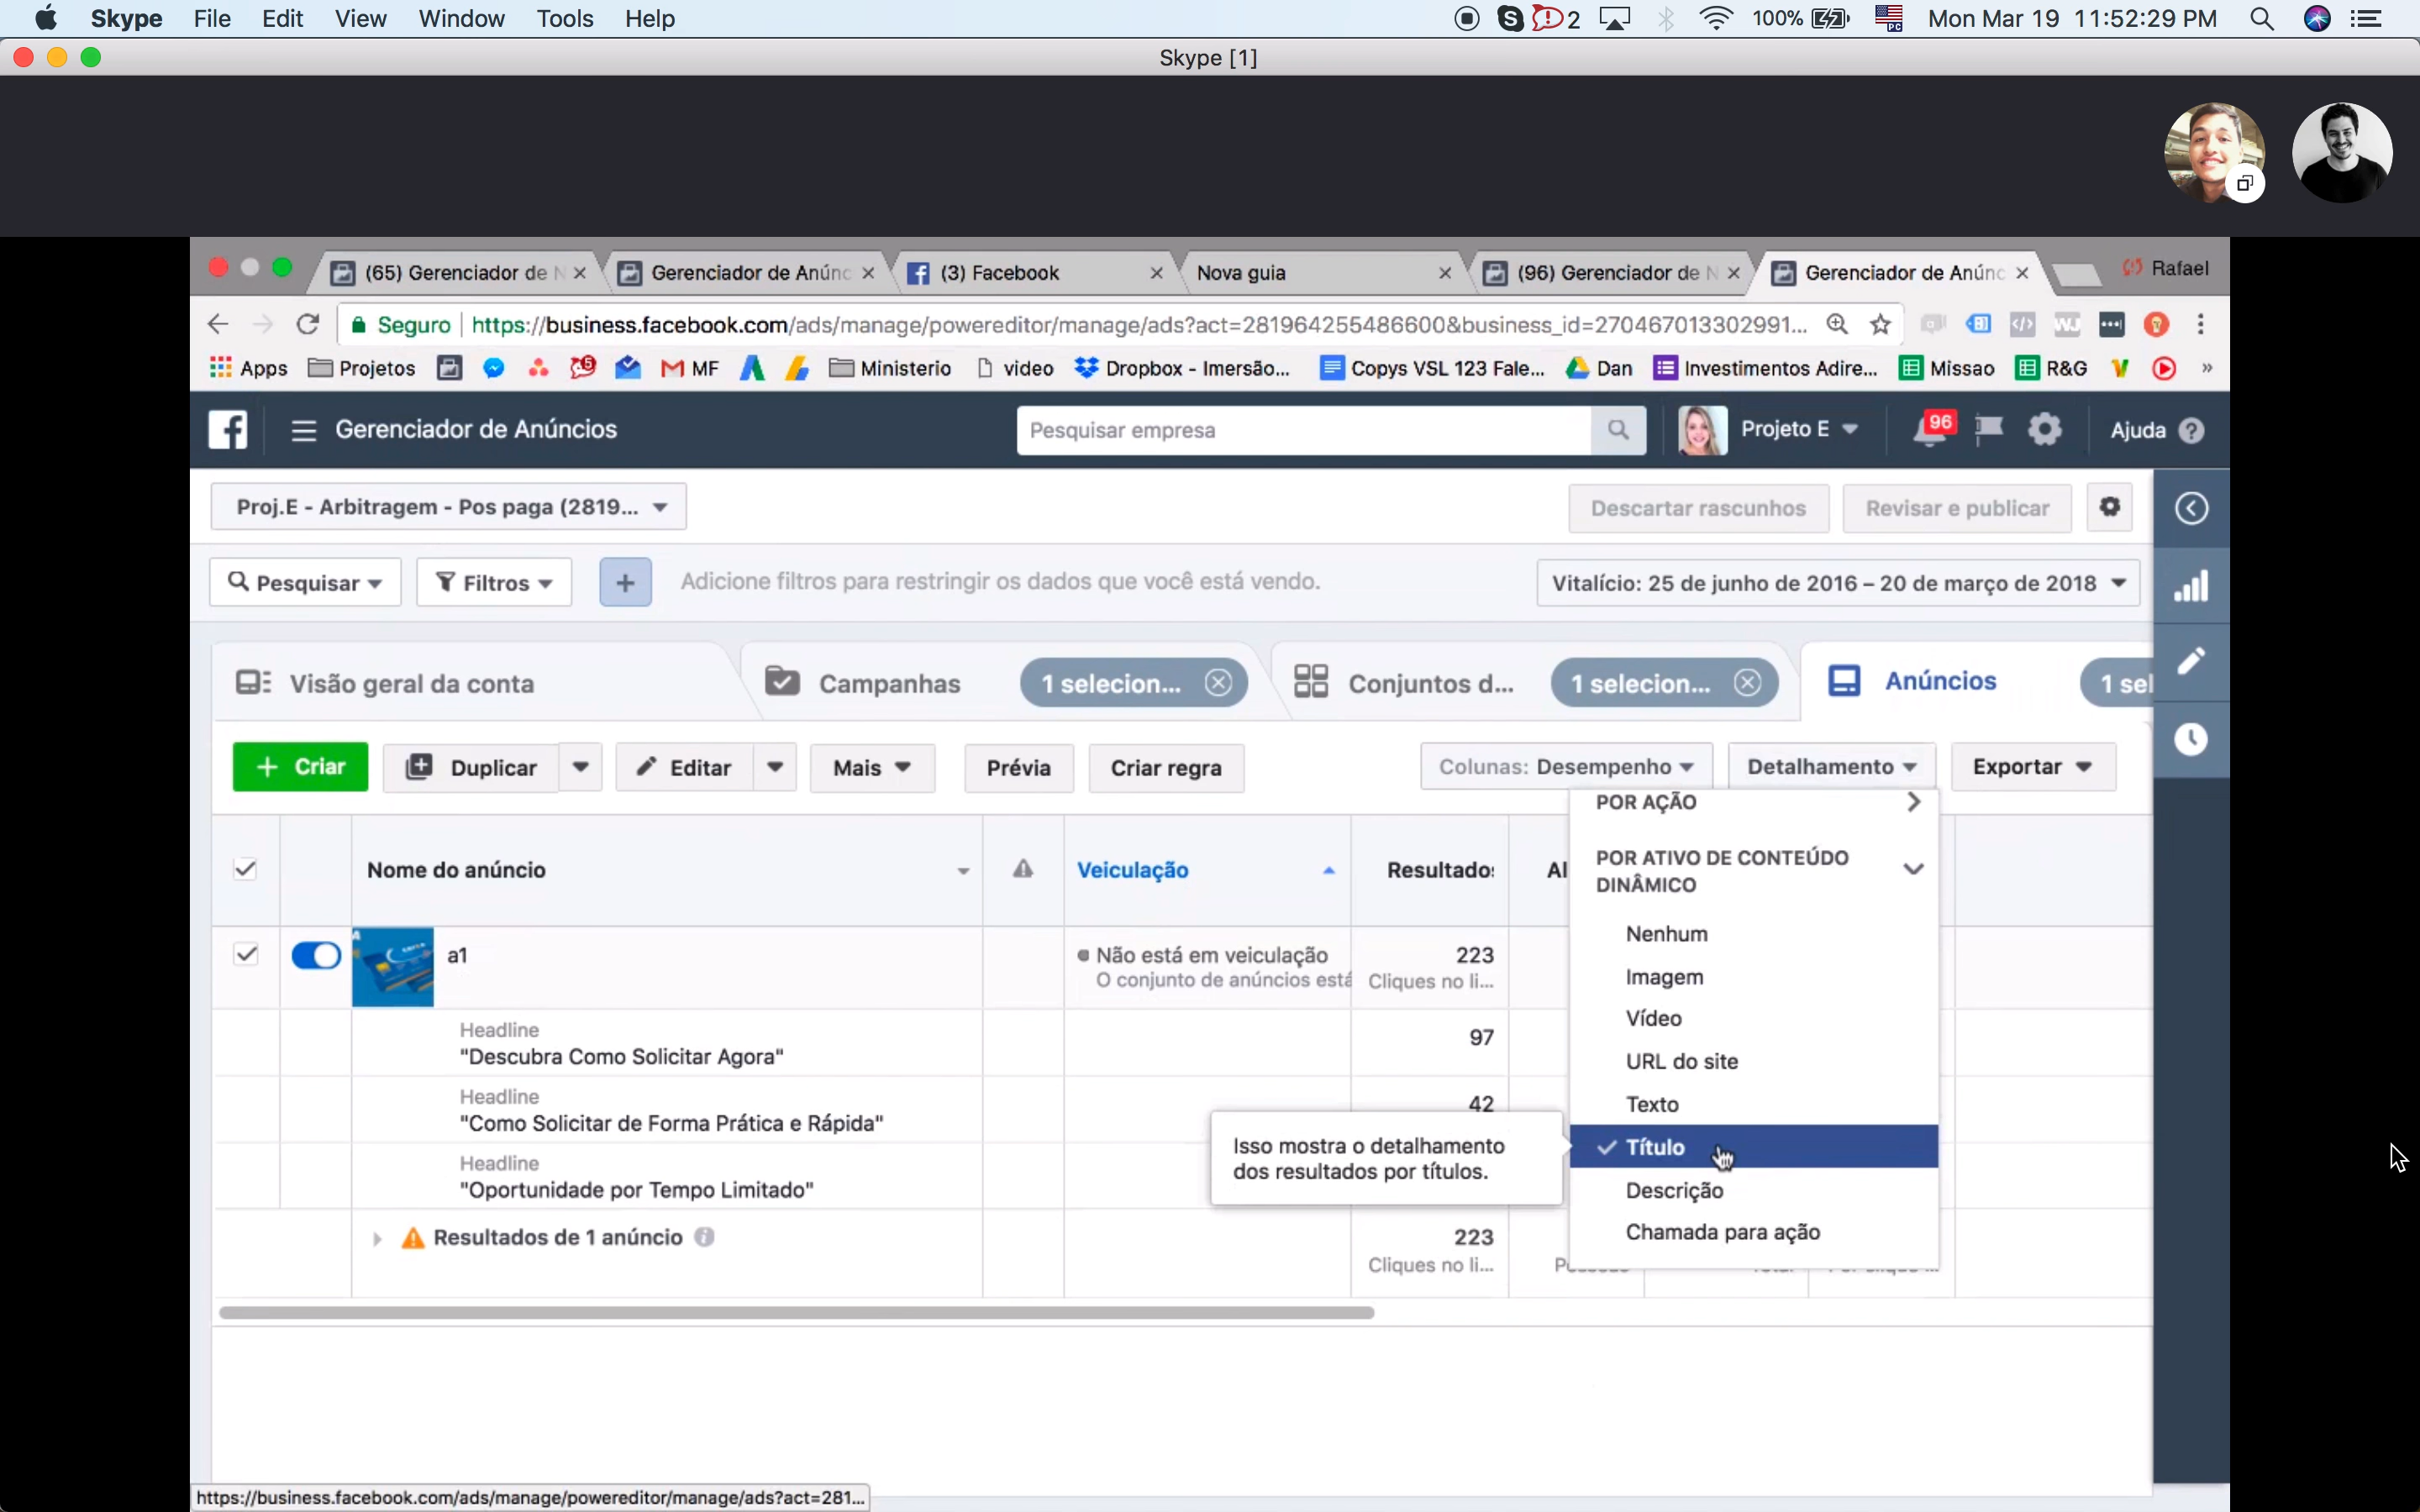 Skype File Edit View Window Tools Help 2 100% Mon Mar 19 11:52:29 PM
Skype [1]
(65) Gerenciador de N Gerenciador de Anúnc (3) Facebook Nova guia (96) Gerenciador de N Gerenciador de Anúnc Rafael
Seguro https://business.facebook.com/ads/manage/powereditor/manage/ads?act=281964255486600&business_id=270467013302991...
Apps Projetos 5 MF Ministerio video Dropbox - Imersão... Copys VSL 123 Fale... Dan Investimentos Adire... Missao R&G »
Gerenciador de Anúncios Pesquisar empresa Projeto E 96 Ajuda
Proj.E - Arbitragem - Pos paga (2819... Descartar rascunhos Revisar e publicar
Pesquisar Filtros + Adicione filtros para restringir os dados que você está vendo. Vitalício: 25 de junho de 2016 – 20 de março de 2018
Visão geral da conta Campanhas 1 selecion... Conjuntos d... 1 selecion... Anúncios 1 sel
+ Criar Duplicar Editar Mais Prévia Criar regra Colunas: Desempenho Detalhamento Exportar
POR AÇÃO
Nome do anúncio Veiculação Resultados Al
POR ATIVO DE CONTEÚDO
DINÂMICO
Nenhum
Imagem
Vídeo
URL do site
Texto
Título
Descrição
Chamada para ação
a1 Não está em veiculação 223
O conjunto de anúncios está Cliques no li...
Headline
"Descubra Como Solicitar Agora" 97
Headline
"Como Solicitar de Forma Prática e Rápida" 42
Headline
"Oportunidade por Tempo Limitado"
Isso mostra o detalhamento
dos resultados por títulos.
Resultados de 1 anúncio 223
Cliques no li...
https://business.facebook.com/ads/manage/powereditor/manage/ads?act=281...